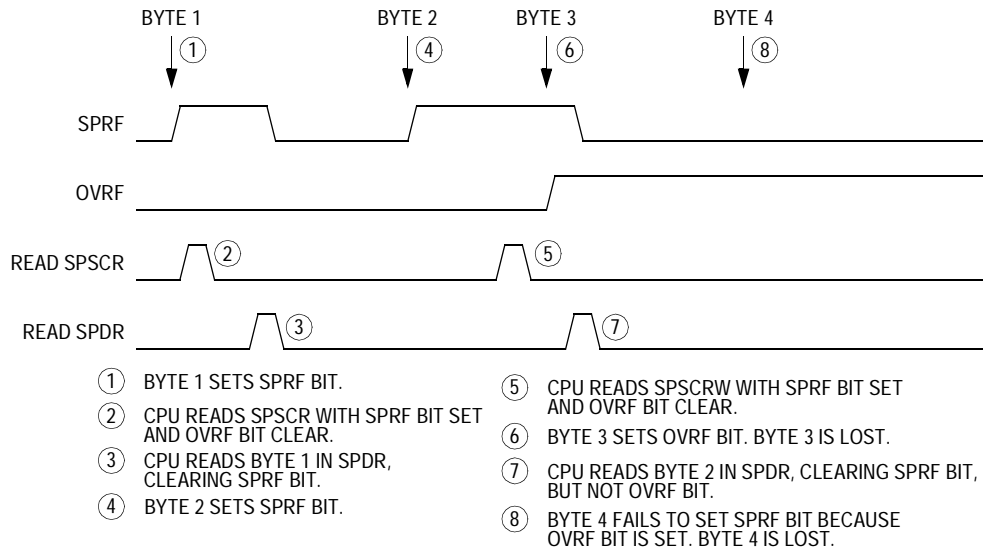 BYTE 1 BYTE 2 BYTE 3 BYTE 4
1 4 6 8
SPRF
OVRF
READ SPSCR 2 5
READ SPDR 3 7
1 BYTE 1 SETS SPRF BIT.
2 CPU READS SPSCR WITH SPRF BIT SET
AND OVRF BIT CLEAR.
3 CPU READS BYTE 1 IN SPDR,
CLEARING SPRF BIT.
4 BYTE 2 SETS SPRF BIT.
5 CPU READS SPSCRW WITH SPRF BIT SET
AND OVRF BIT CLEAR.
6 BYTE 3 SETS OVRF BIT. BYTE 3 IS LOST.
7 CPU READS BYTE 2 IN SPDR, CLEARING SPRF BIT,
BUT NOT OVRF BIT.
8 BYTE 4 FAILS TO SET SPRF BIT BECAUSE
OVRF BIT IS SET. BYTE 4 IS LOST.